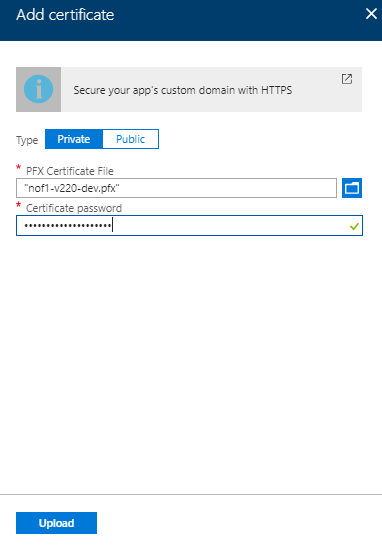 Add certificate
Secure your app's custom domain with HTTPS
Type Private Public
* PFX Certificate File
"nof1-v220-dev.pfx"
* Certificate password
••••••••••••••••••••
Upload